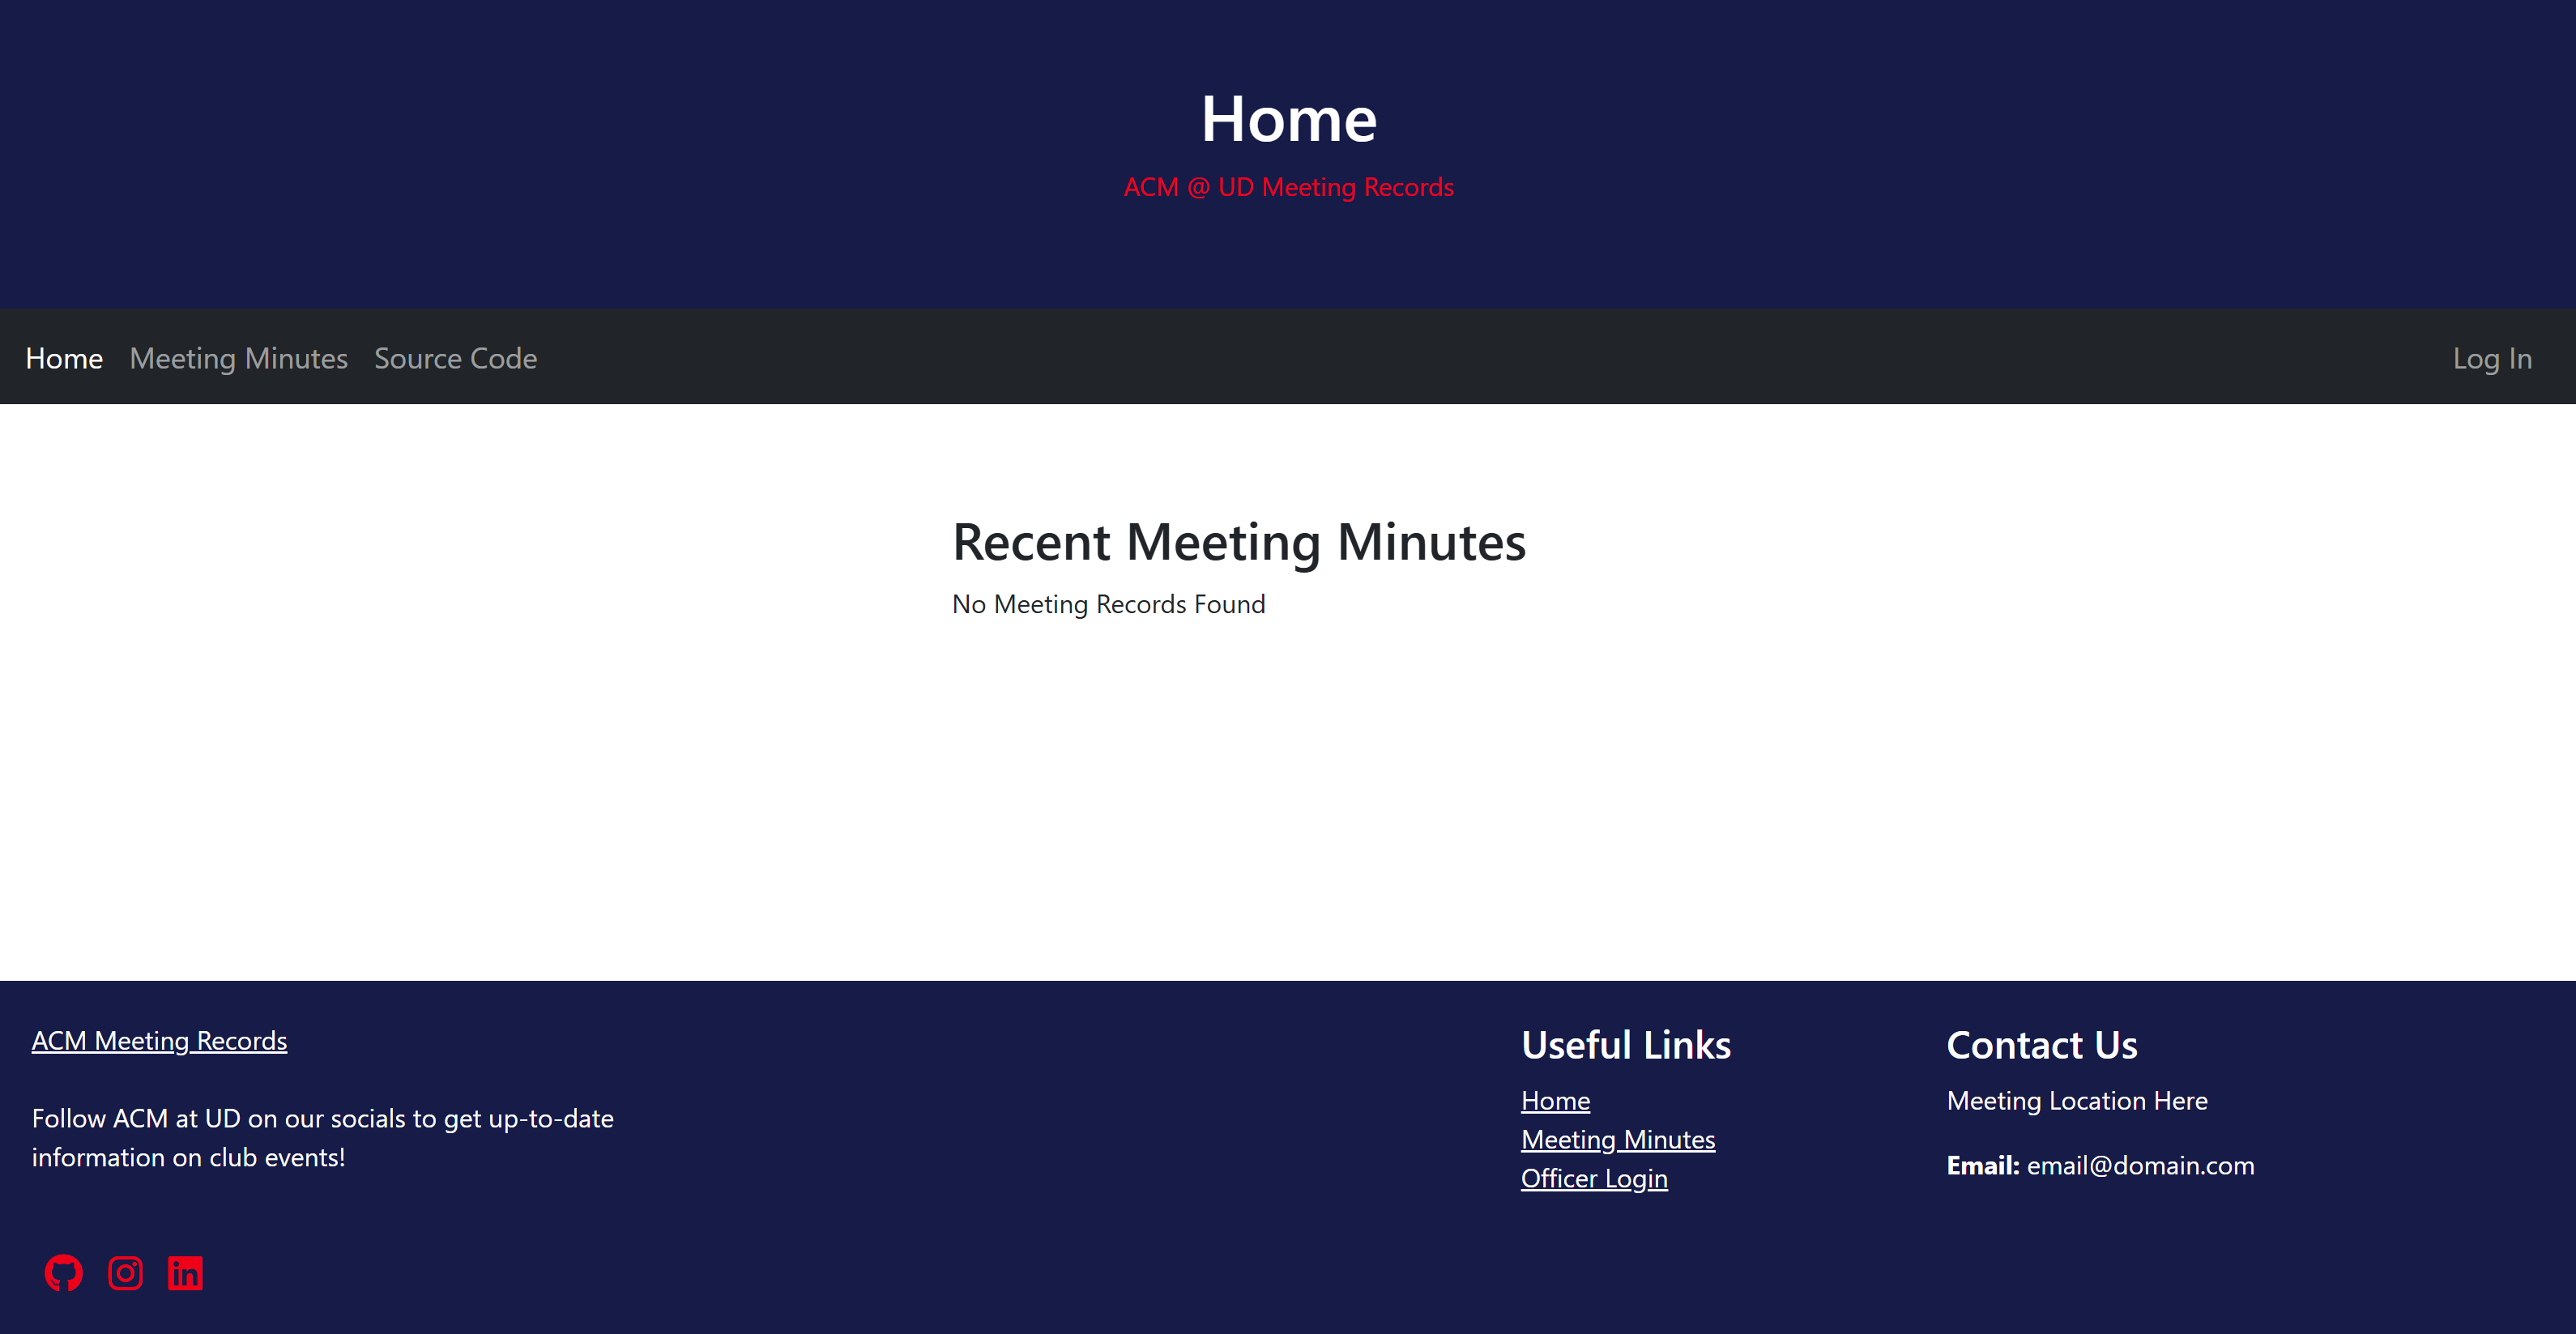 Home
ACM @ UD Meeting Records
Home Meeting Minutes Source Code Log In
Recent Meeting Minutes
No Meeting Records Found
ACM Meeting Records
Follow ACM at UD on our socials to get up-to-date
information on club events!
Useful Links
Home
Meeting Minutes
Officer Login
Contact Us
Meeting Location Here
Email: email@domain.com